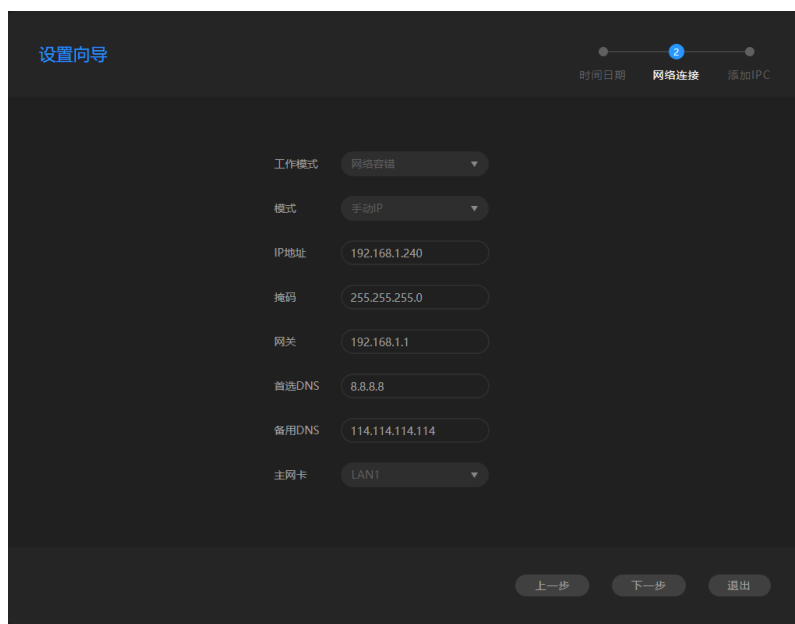 设置向导
2
时间日期 网络连接 添加IPC
工作模式 网络容错
模式 手动IP
IP地址 192.168.1.240
掩码 255.255.255.0
网关 192.168.1.1
首选DNS 8.8.8.8
备用DNS 114.114.114.114
主网卡 LAN1
上一步 下一步 退出